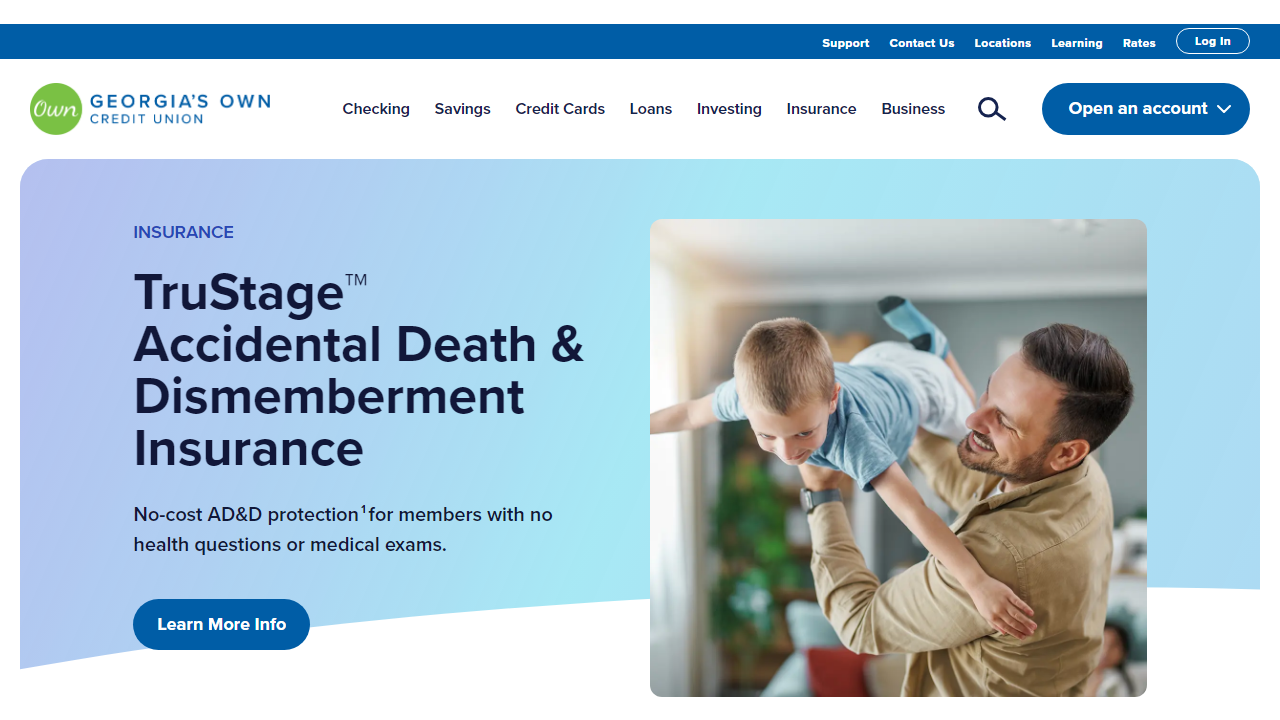 Support Contact Us Locations Learning Rates Log In
Own GEORGIA'S OWN
CREDIT UNION
Checking Savings Credit Cards Loans Investing Insurance Business Open an account
INSURANCE
TruStage™
Accidental Death &
Dismemberment
Insurance
No-cost AD&D protection¹ for members with no
health questions or medical exams.
Learn More Info